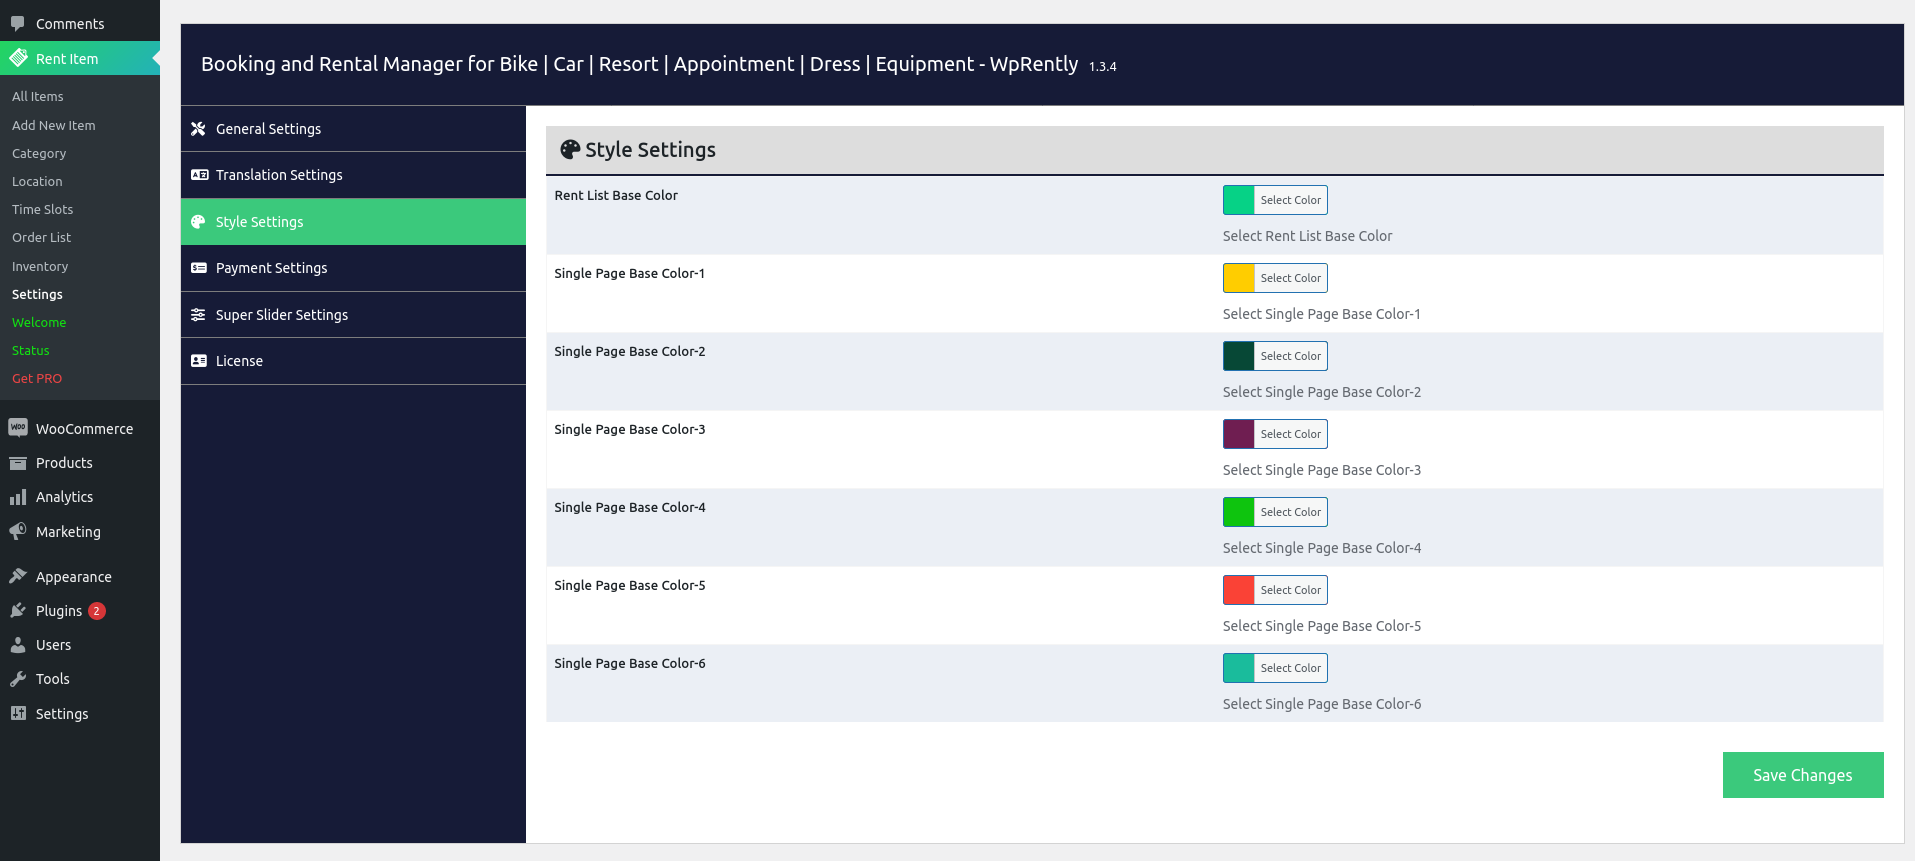 Comments
Rent Item
All Items
Add New Item
Category
Location
Time Slots
Order List
Inventory
Settings
Welcome
Status
Get PRO
WOO WooCommerce
Products
Analytics
Marketing
Appearance
Plugins 2
Users
Tools
Settings
Booking and Rental Manager for Bike | Car | Resort | Appointment | Dress | Equipment - WpRently 1.3.4
General Settings
Translation Settings
Style Settings
Payment Settings
Super Slider Settings
License
Style Settings
Rent List Base Color
Select Color
Select Rent List Base Color
Single Page Base Color-1
Select Color
Select Single Page Base Color-1
Single Page Base Color-2
Select Color
Select Single Page Base Color-2
Single Page Base Color-3
Select Color
Select Single Page Base Color-3
Single Page Base Color-4
Select Color
Select Single Page Base Color-4
Single Page Base Color-5
Select Color
Select Single Page Base Color-5
Single Page Base Color-6
Select Color
Select Single Page Base Color-6
Save Changes